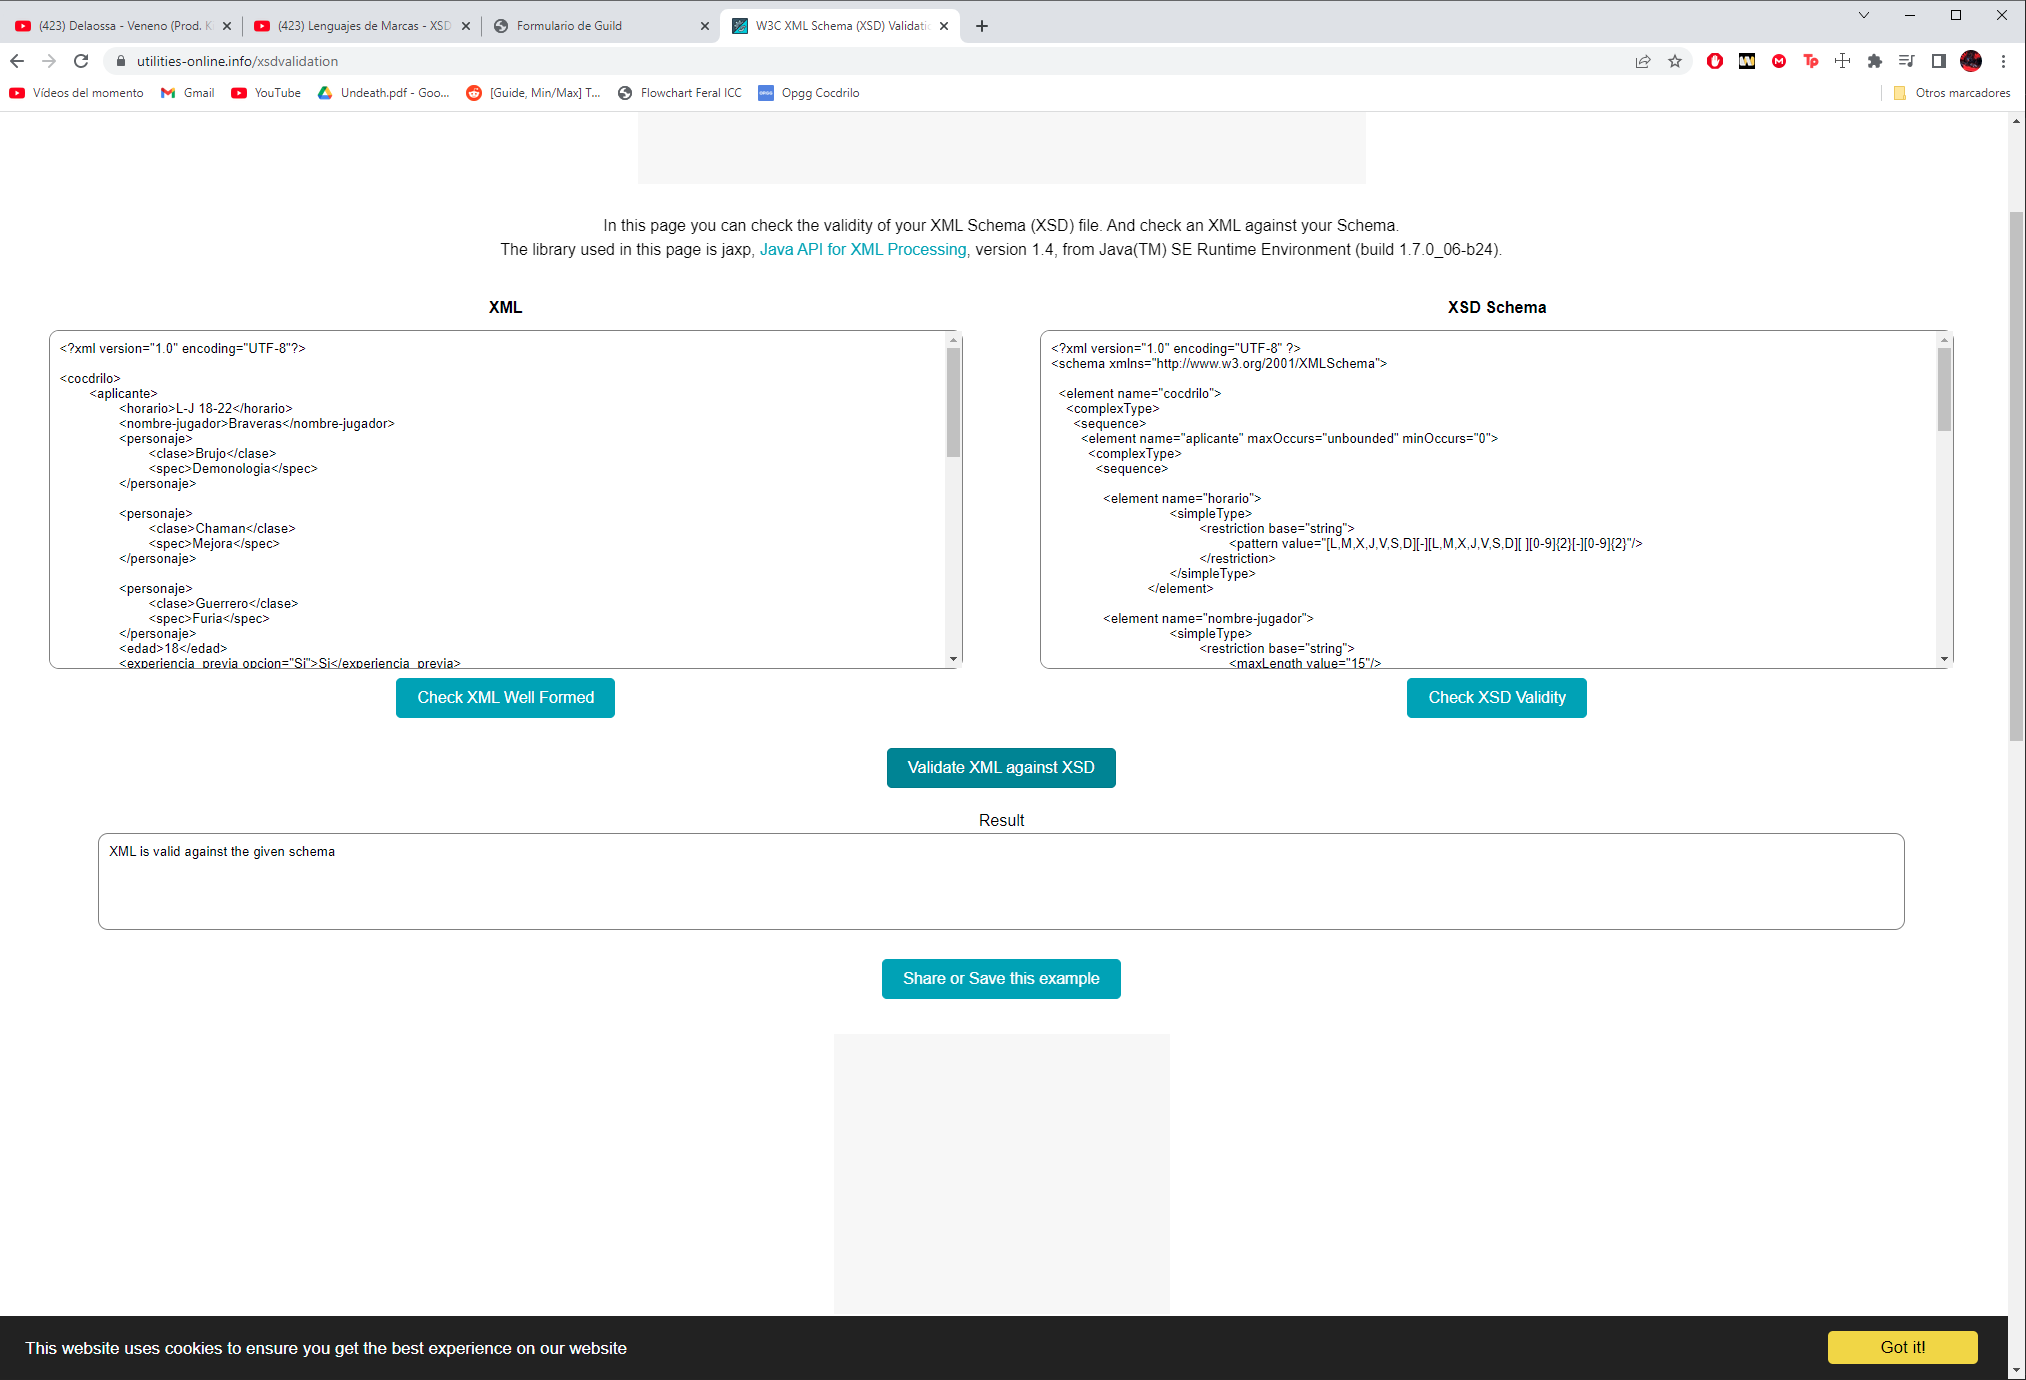 (423) Delaossa - Veneno (Prod. K
(423) Lenguajes de Marcas - XSD
Formulario de Guild
W3C XML Schema (XSD) Validatio
utilities-online.info/xsdvalidation
Vídeos del momento
Gmail
YouTube
Undeath.pdf - Goo...
[Guide, Min/Max] T...
Flowchart Feral ICC
Opgg Cocdrilo
Otros marcadores
In this page you can check the validity of your XML Schema (XSD) file. And check an XML against your Schema.
The library used in this page is jaxp, Java API for XML Processing, version 1.4, from Java(TM) SE Runtime Environment (build 1.7.0_06-b24).
XML
<?xml version="1.0" encoding="UTF-8"?>
<cocdrilo>
<aplicante>
<horario>L-J 18-22</horario>
<nombre-jugador>Braveras</nombre-jugador>
<personaje>
<clase>Brujo</clase>
<spec>Demonologia</spec>
</personaje>
<personaje>
<clase>Chaman</clase>
<spec>Mejora</spec>
</personaje>
<personaje>
<clase>Guerrero</clase>
<spec>Furia</spec>
</personaje>
<edad>18</edad>
<experiencia_previa opcion="Si">Si</experiencia_previa>
Check XML Well Formed
XSD Schema
<?xml version="1.0" encoding="UTF-8" ?>
<schema xmlns="http://www.w3.org/2001/XMLSchema">
<element name="cocdrilo">
<complexType>
<sequence>
<element name="aplicante" maxOccurs="unbounded" minOccurs="0">
<complexType>
<sequence>
<element name="horario">
<simpleType>
<restriction base="string">
<pattern value="[L,M,X,J,V,S,D][-][L,M,X,J,V,S,D][ ][0-9]{2}[-][0-9]{2}"/>
</restriction>
</simpleType>
</element>
<element name="nombre-jugador">
<simpleType>
<restriction base="string">
<maxLength value="15"/>
Check XSD Validity
Validate XML against XSD
Result
XML is valid against the given schema
Share or Save this example
This website uses cookies to ensure you get the best experience on our website
Got it!